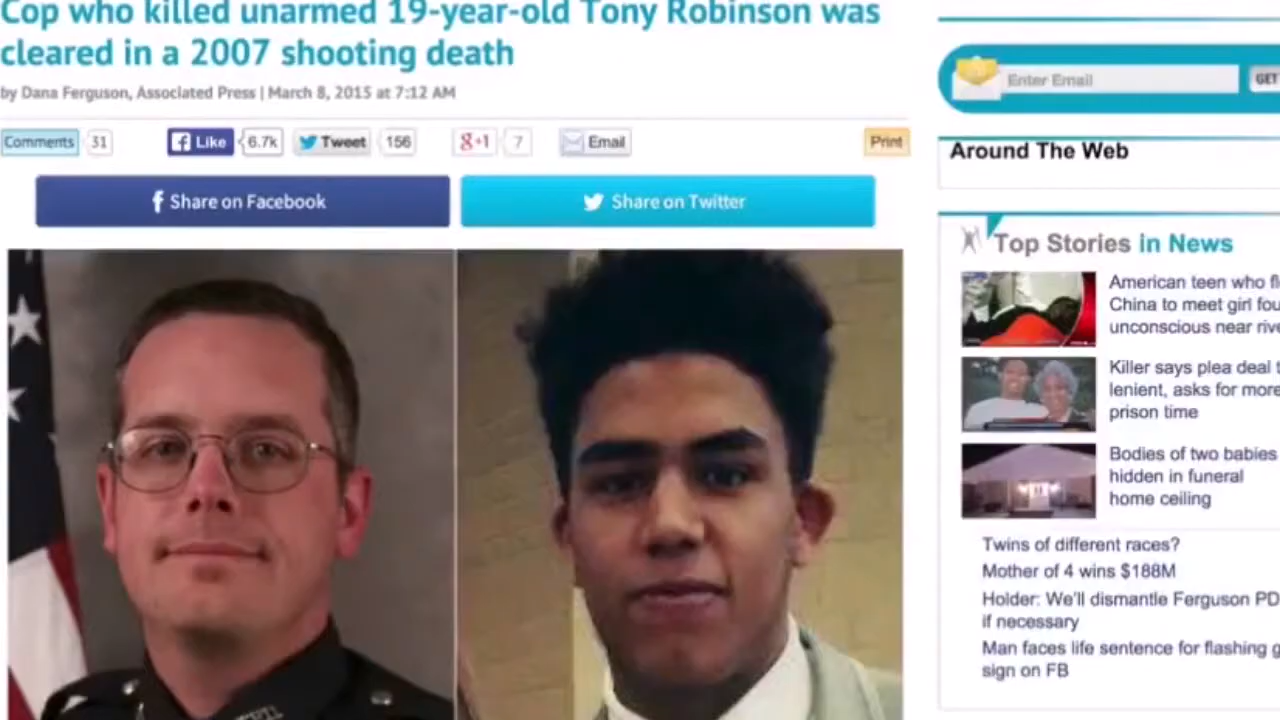 Cop who killed unarmed 19-year-old Tony Robinson was
cleared in a 2007 shooting death
by Dana Ferguson, Associated Press | March 8, 2015 at 7:12 AM
Comments 31
Like 6.7k
Tweet 156
g+1 7
Email
Print
Share on Facebook
Share on Twitter
Enter Email
GET
Around The Web
Top Stories in News
American teen who fl
China to meet girl fou
unconscious near rive
Killer says plea deal t
lenient, asks for more
prison time
Bodies of two babies
hidden in funeral
home ceiling
Twins of different races?
Mother of 4 wins $188M
Holder: We'll dismantle Ferguson PD
if necessary
Man faces life sentence for flashing g
sign on FB